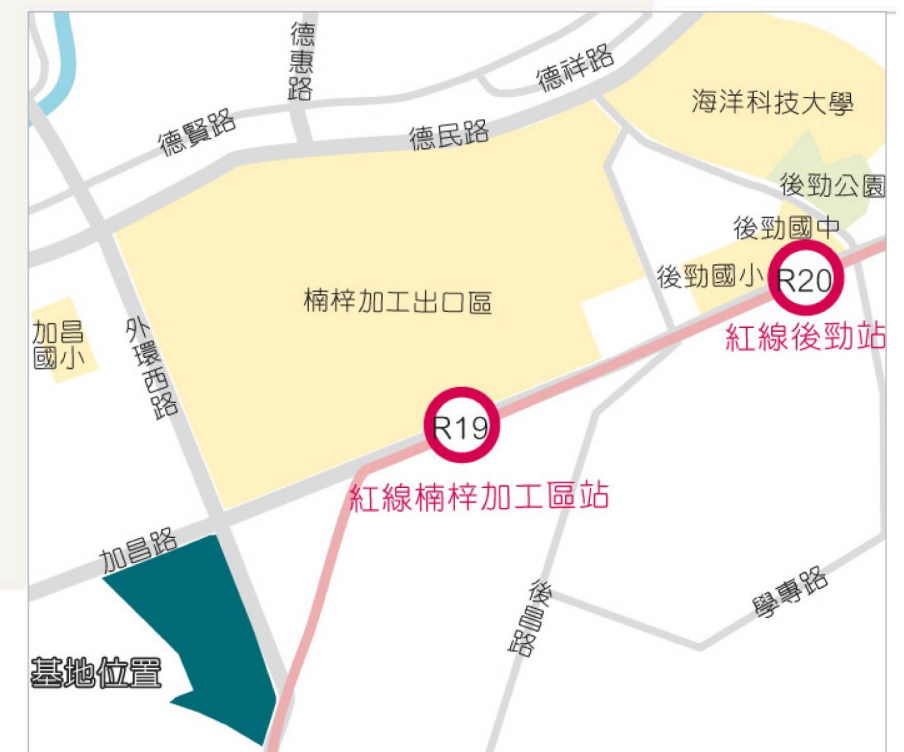 德惠路
德祥路
海洋科技大學
德賢路
德民路
後勁公園
後勁國中
後勁國小
R20
紅線後勁站
楠梓加工出口區
加昌
國小
外環西路
R19
紅線楠梓加工區站
加昌路
後昌路
學專路
基地位置